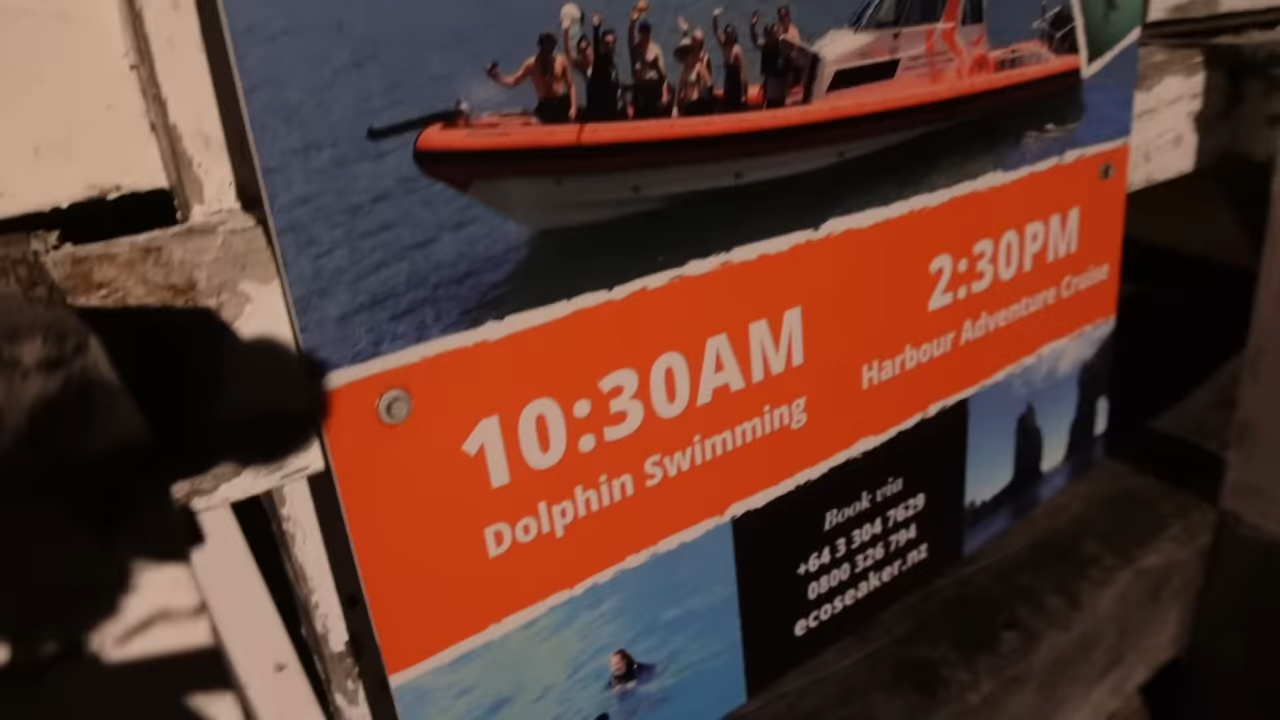 10:30AM
Dolphin Swimming
2:30PM
Harbour Adventure Cruise
Book via
+64 3 304 7629
0800 326 794
ecoseaker.nz